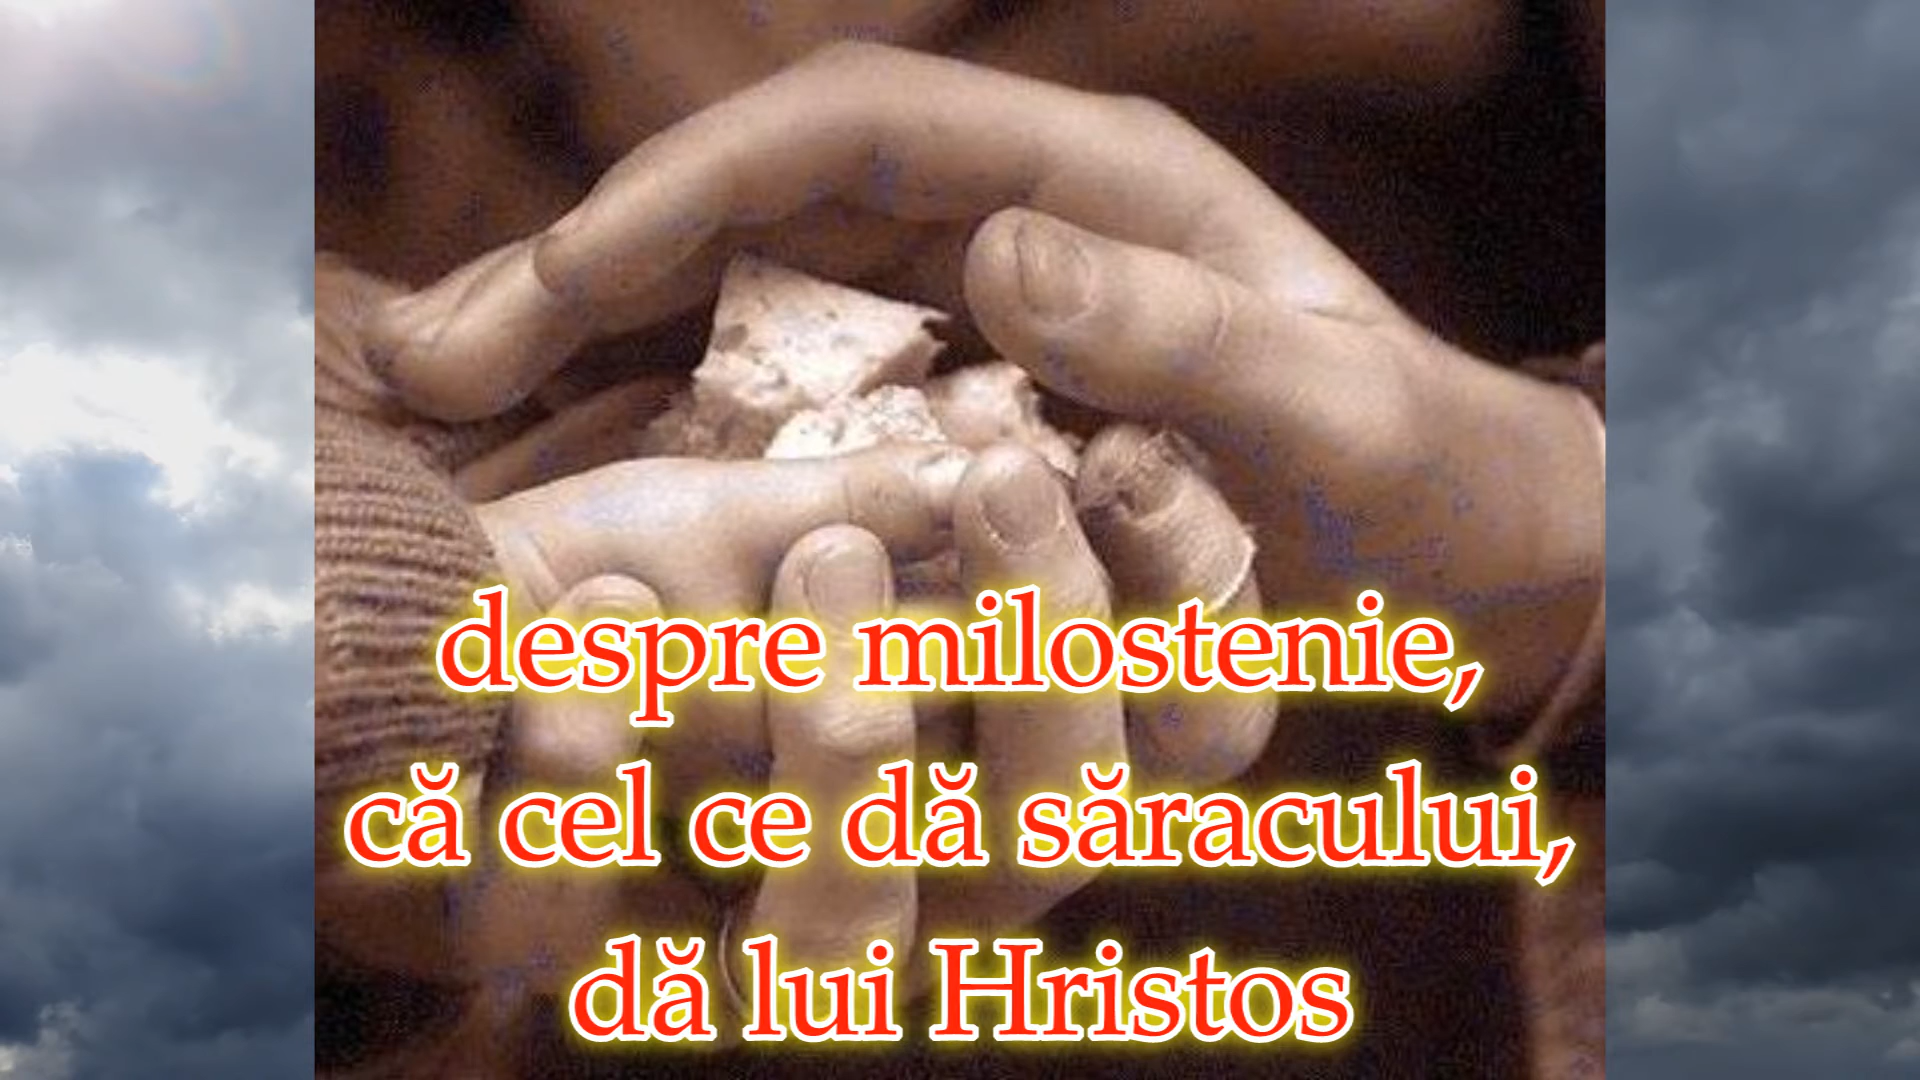 despre milostenie,
că cel ce dă săracului,
dă lui Hristos